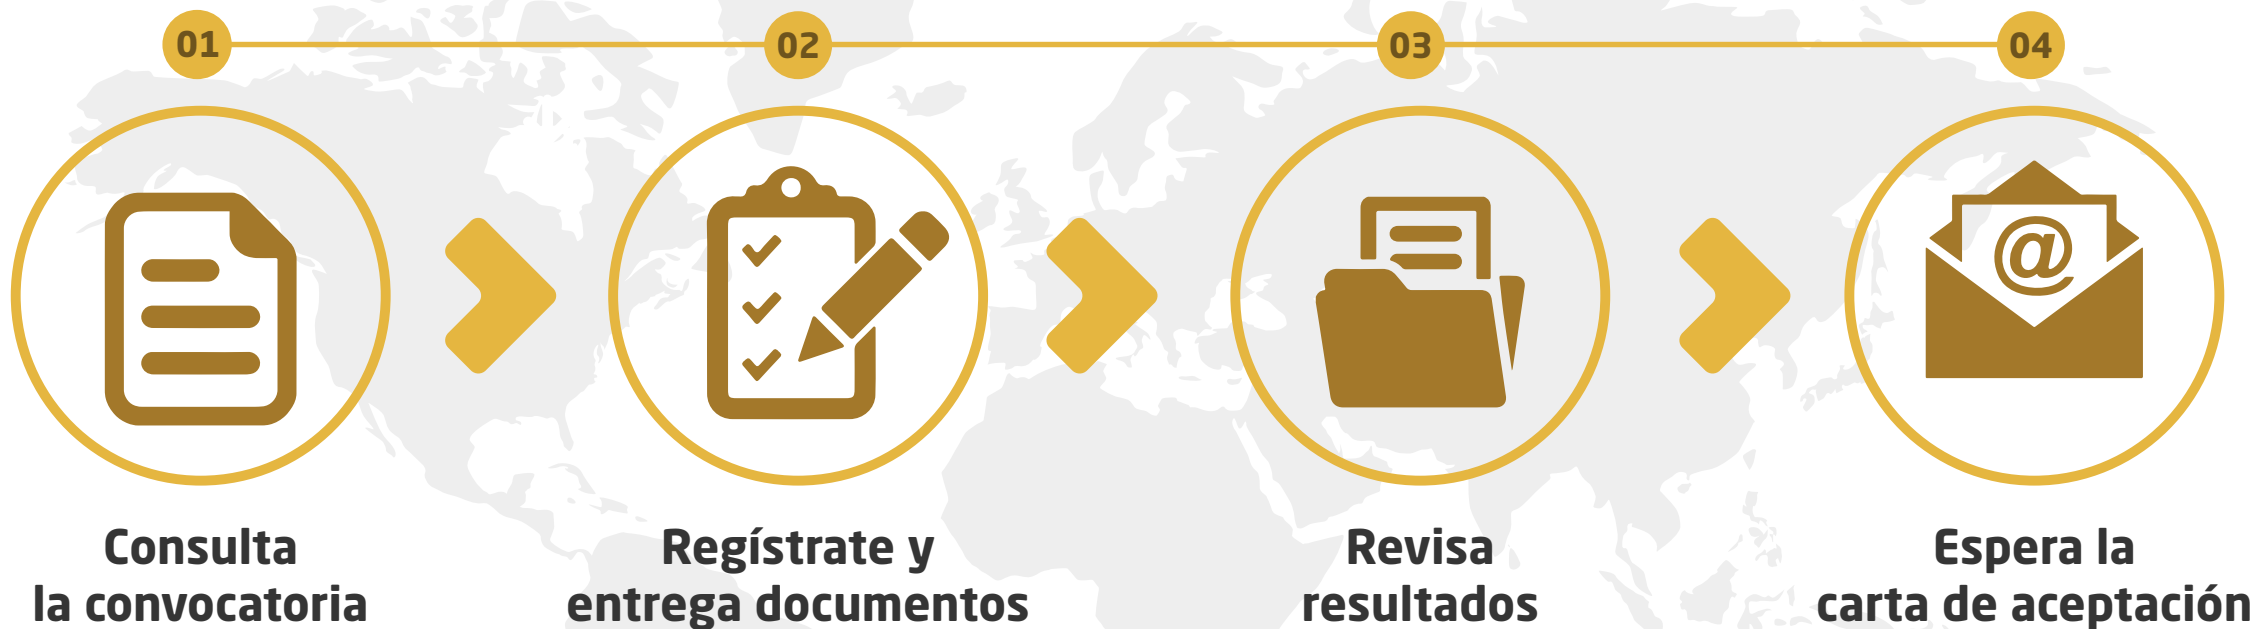 01
02
03
04
Consulta
la convocatoria
Regístrate y
entrega documentos
Revisa
resultados
@
Espera la
carta de aceptación